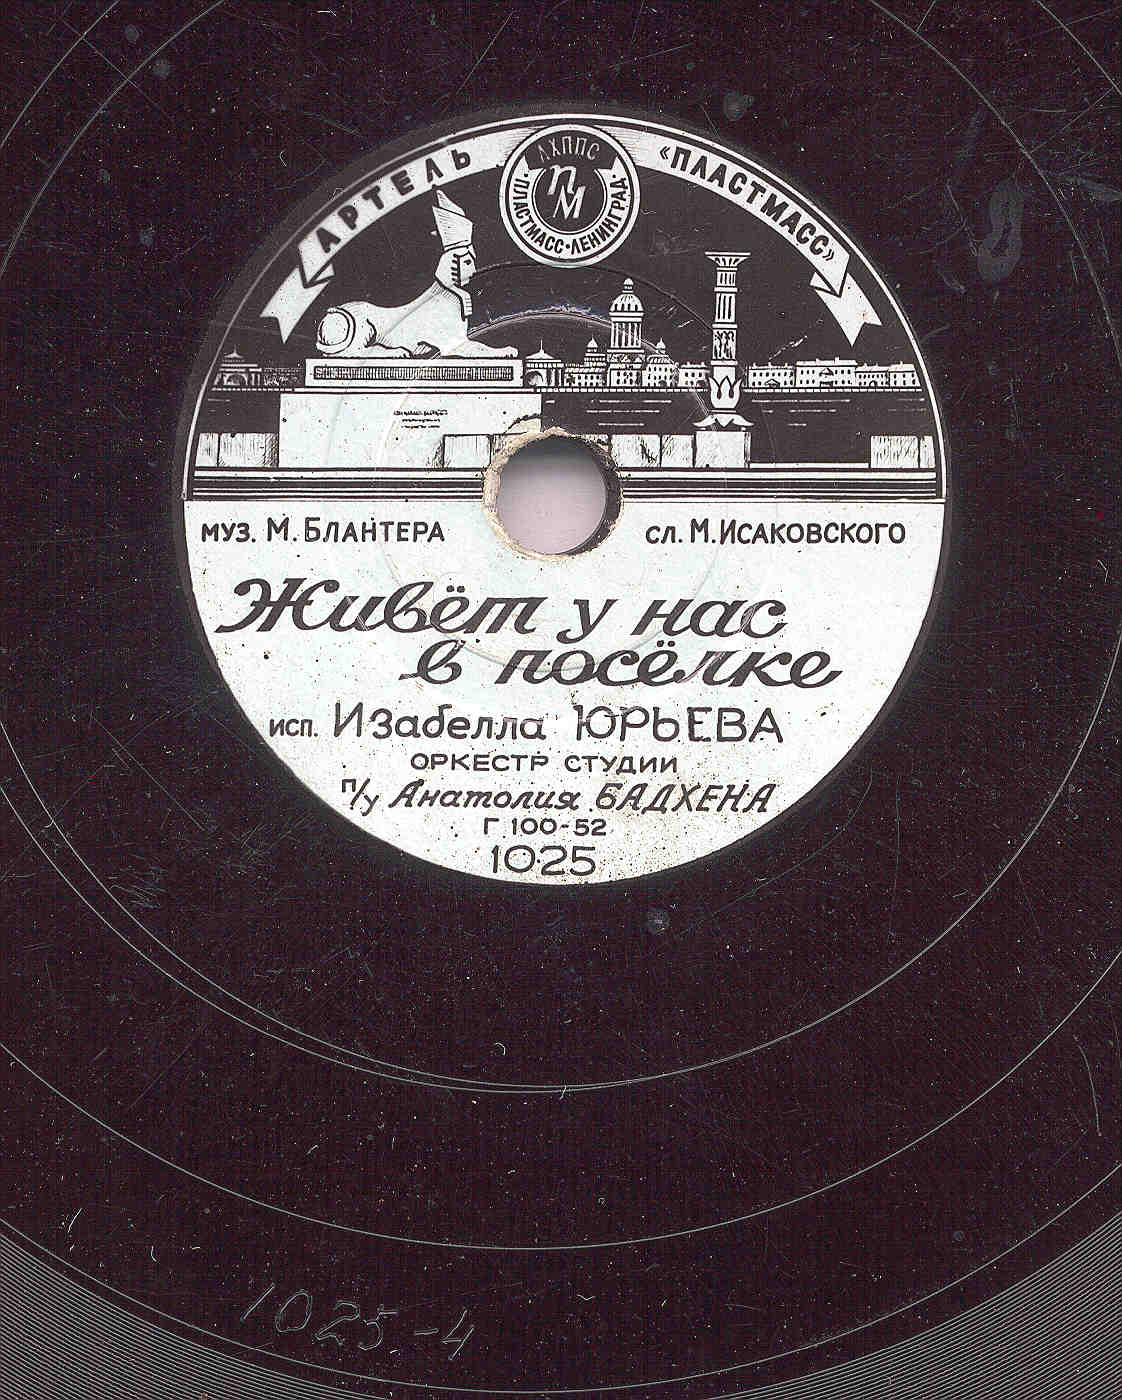 АРТЕЛЬ «ПЛАСТМАСС»
ЛХППС
ПМ
·ПЛАСТМАСС·ЛЕНИНГРАД·
муз. М. Блантера сл. М. Исаковского
Живёт у нас
в посёлке
исп. Изабелла ЮРЬЕВА
ОРКЕСТР СТУДИИ
п/у Анатолия БАДХЕНА
Г 100-52
1025
1025-4